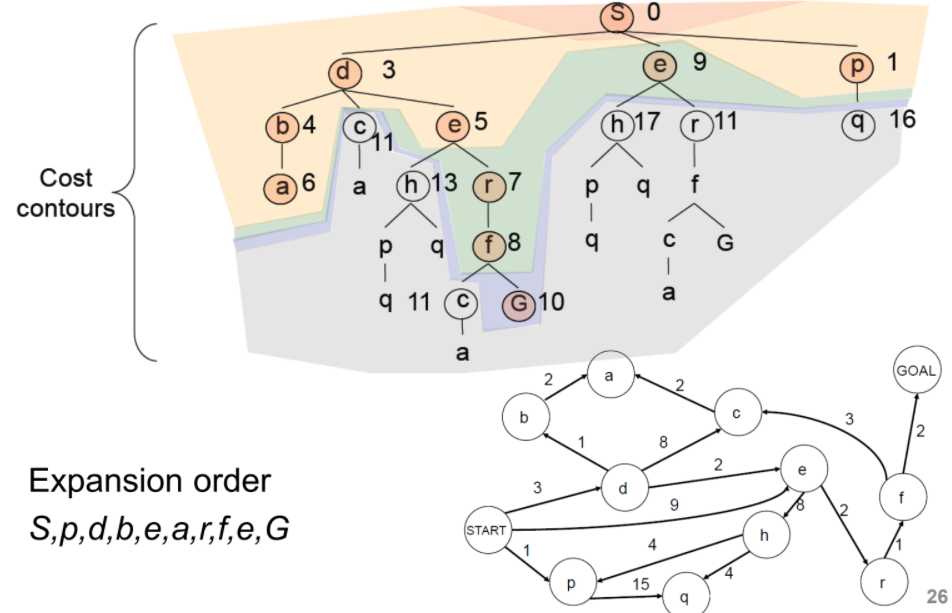 S 0
d 3
e 9
p 1
b 4
c 11
e 5
h 17
r 11
q 16
a 6
a
h 13
r 7
p
q
f
Cost
contours
p
q
f 8
q
c
G
q
11 c
G 10
a
a
a
GOAL
2
2
b
c
3
2
1
8
2
e
3
d
9
f
8
2
START
h
1
4
4
1
p
15
q
r
Expansion order
S,p,d,b,e,a,r,f,e,G
26